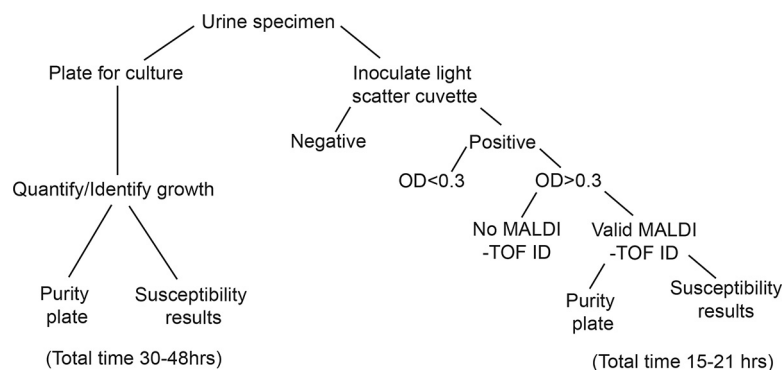 Urine specimen
Plate for culture
Inoculate light
scatter cuvette
Negative
Positive
OD<0.3
OD>0.3
Quantify/Identify growth
No MALDI
-TOF ID
Valid MALDI
-TOF ID
Purity
plate
Susceptibility
results
Purity
plate
Susceptibility
results
(Total time 30-48hrs)
(Total time 15-21 hrs)